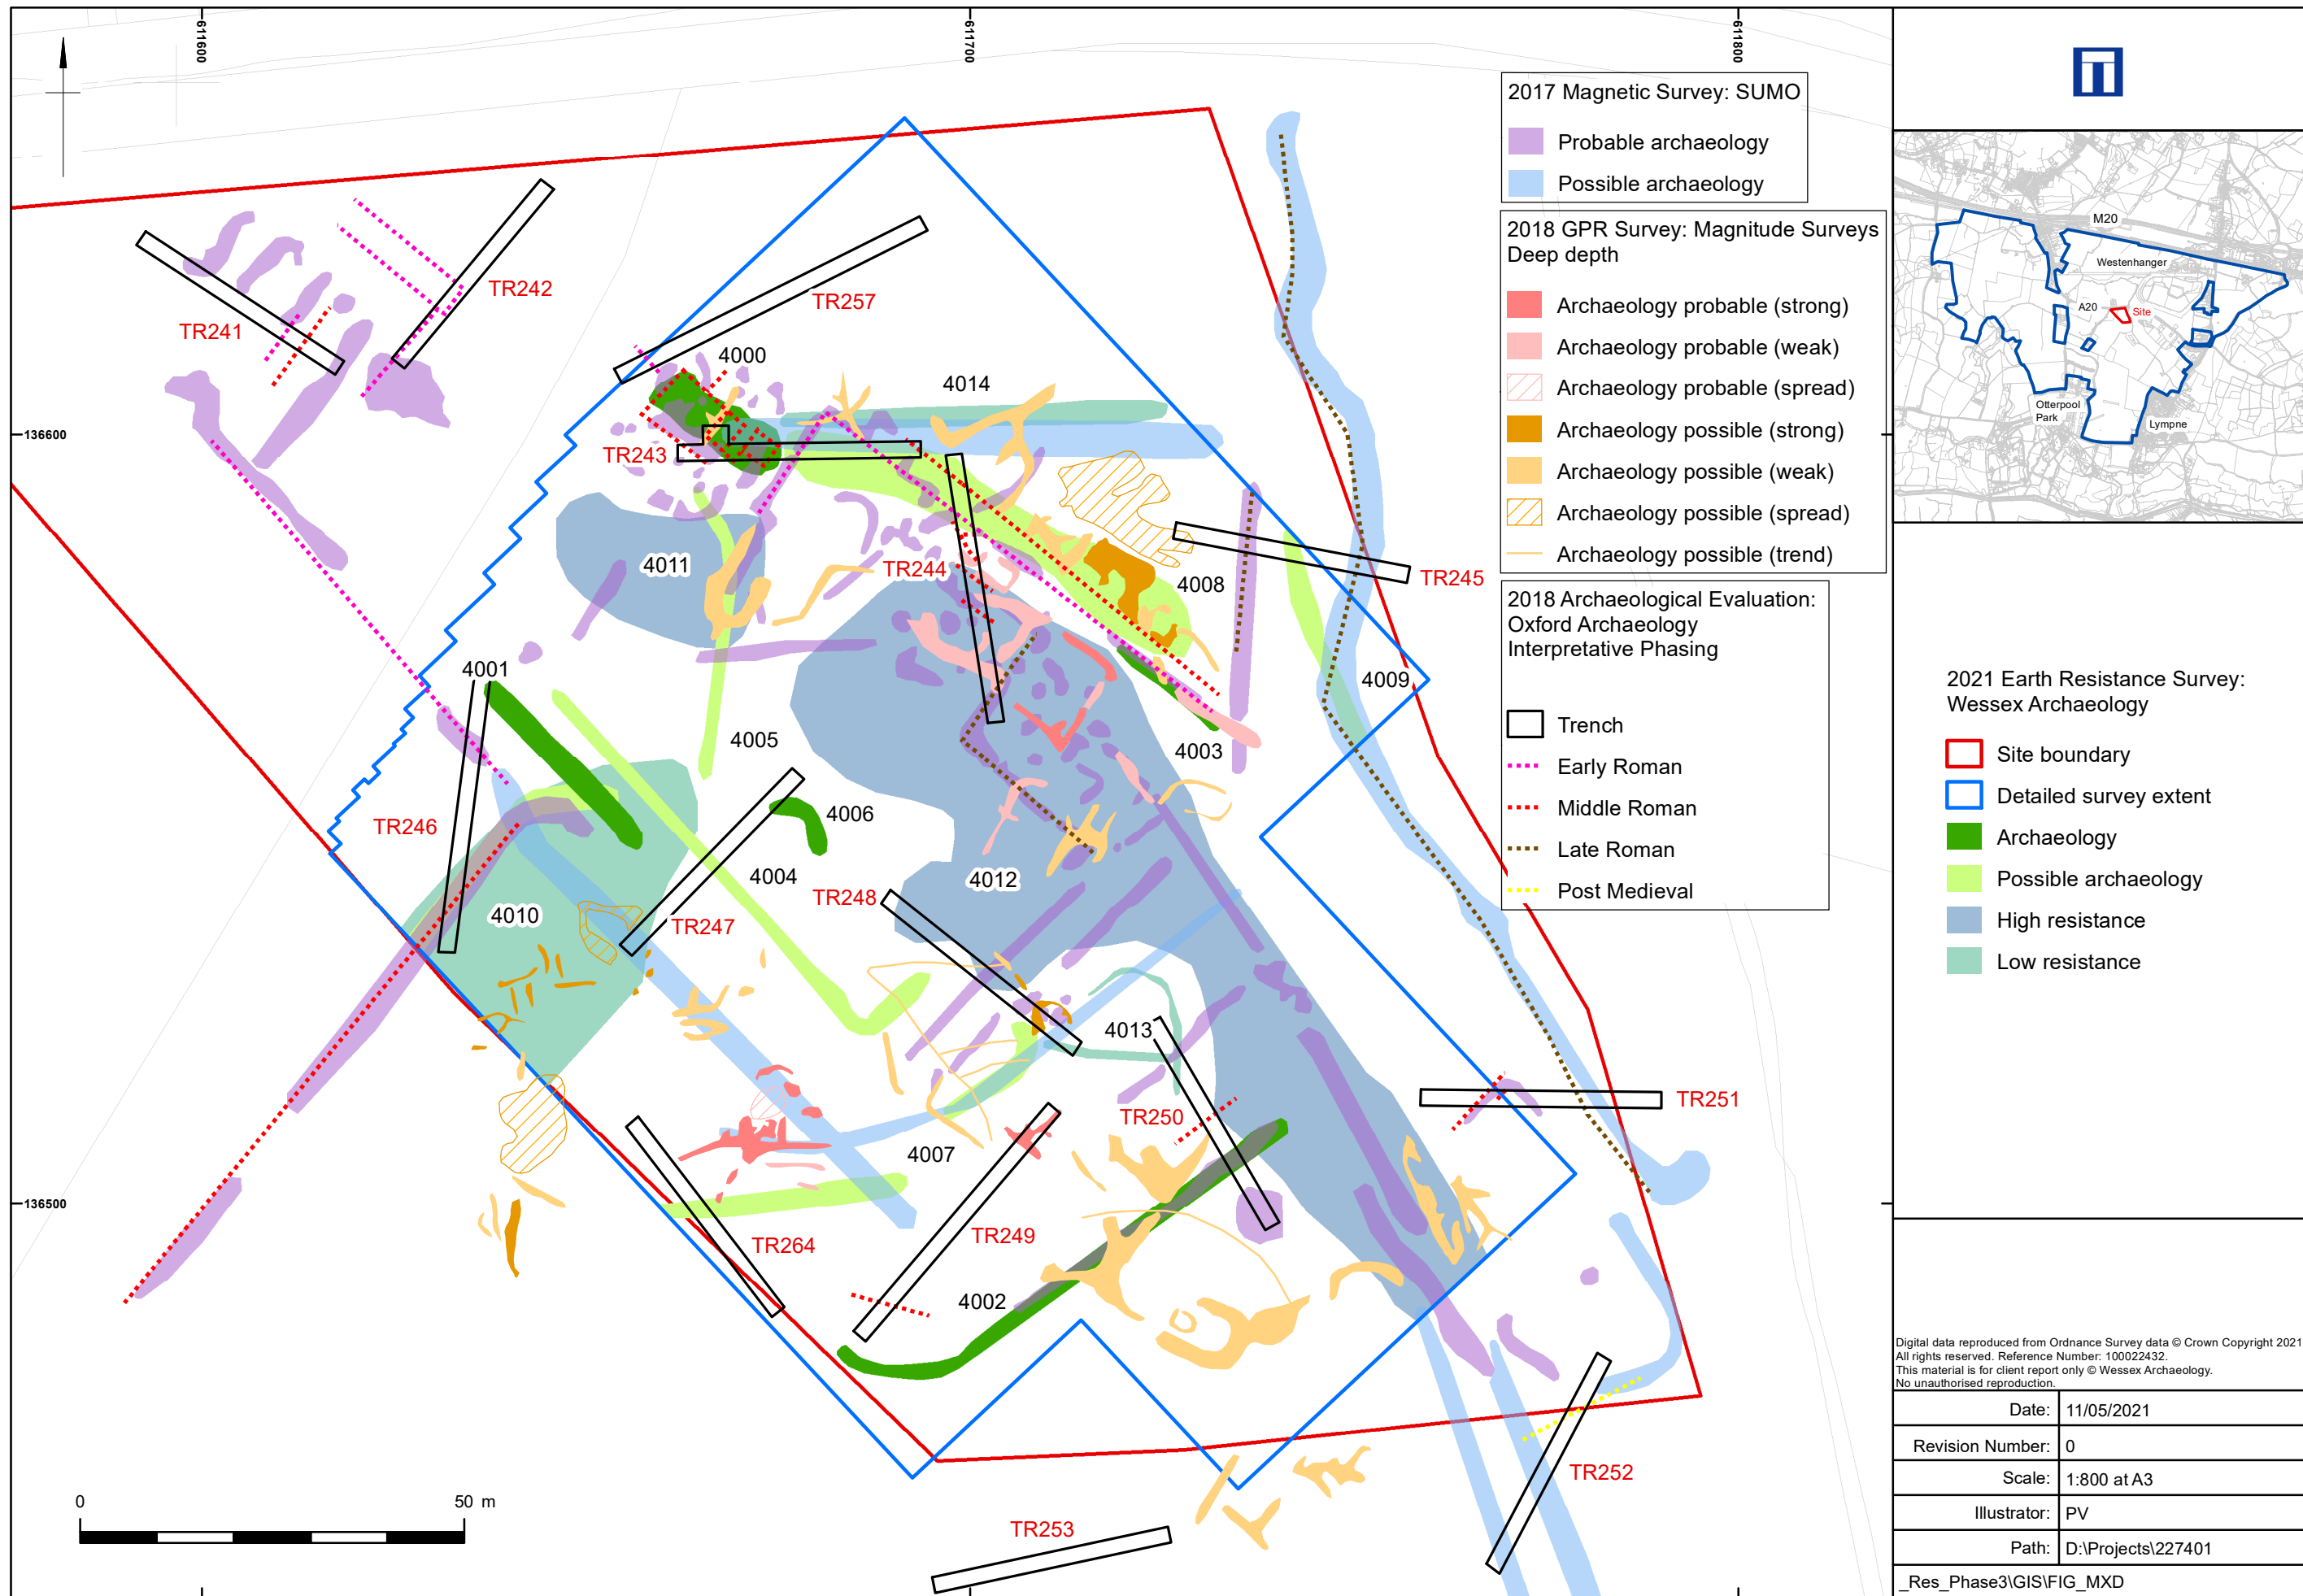 611600
611700
611800
136600
136500
TR241
TR242
TR257
4000
4014
TR243
4011
TR244
4008
TR245
4001
4009
4005
4003
TR246
4006
4004
TR248
4012
4010
TR247
4013
TR250
TR251
4007
TR249
TR264
4002
TR252
TR253
0 50 m
2017 Magnetic Survey: SUMO
Probable archaeology
Possible archaeology
2018 GPR Survey: Magnitude Surveys
Deep depth
Archaeology probable (strong)
Archaeology probable (weak)
Archaeology probable (spread)
Archaeology possible (strong)
Archaeology possible (weak)
Archaeology possible (spread)
Archaeology possible (trend)
2018 Archaeological Evaluation:
Oxford Archaeology
Interpretative Phasing
Trench
Early Roman
Middle Roman
Late Roman
Post Medieval
M20
Westenhanger
A20
Site
Otterpool
Park
Lympne
2021 Earth Resistance Survey:
Wessex Archaeology
Site boundary
Detailed survey extent
Archaeology
Possible archaeology
High resistance
Low resistance
Digital data reproduced from Ordnance Survey data © Crown Copyright 2021
All rights reserved. Reference Number: 100022432.
This material is for client report only © Wessex Archaeology.
No unauthorised reproduction.
Date: 11/05/2021
Revision Number: 0
Scale: 1:800 at A3
Illustrator: PV
Path: D:\Projects\227401
_Res_Phase3\GIS\FIG_MXD